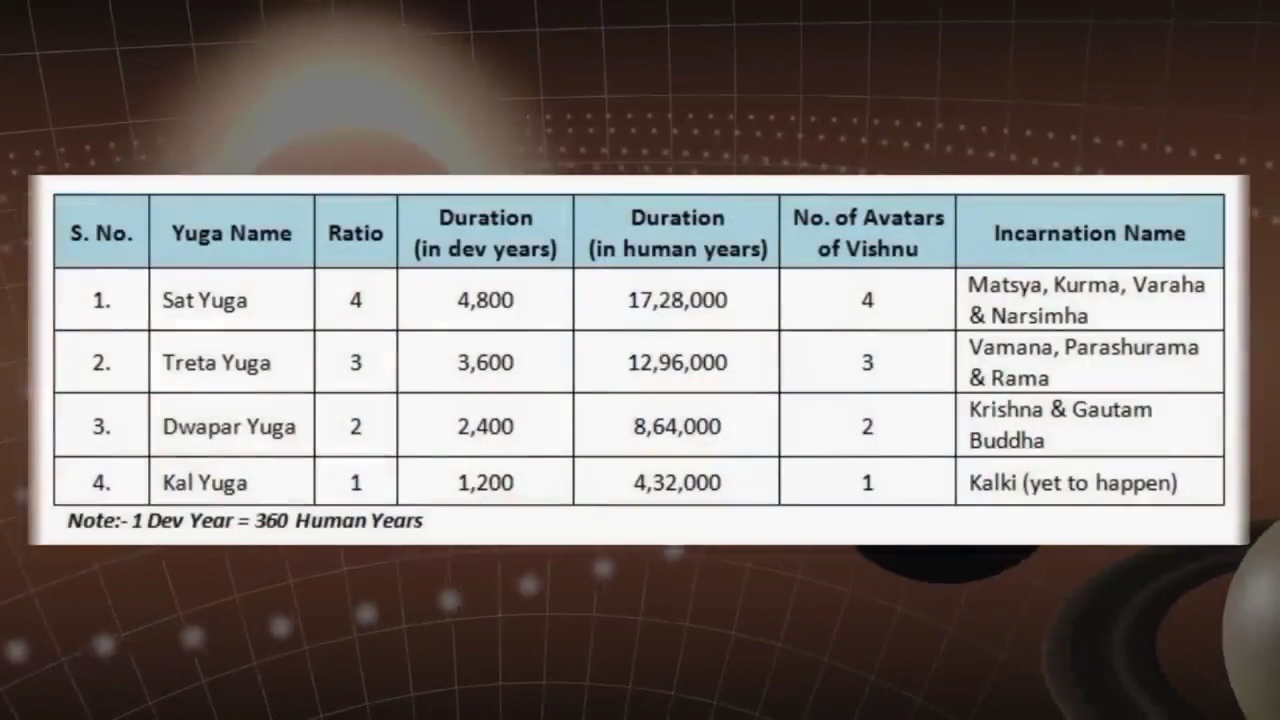 S. No. Yuga Name Ratio Duration (in dev years) Duration (in human years) No. of Avatars of Vishnu Incarnation Name
1. Sat Yuga 4 4,800 17,28,000 4 Matsya, Kurma, Varaha & Narsimha
2. Treta Yuga 3 3,600 12,96,000 3 Vamana, Parashurama & Rama
3. Dwapar Yuga 2 2,400 8,64,000 2 Krishna & Gautam Buddha
4. Kal Yuga 1 1,200 4,32,000 1 Kalki (yet to happen)
Note:- 1 Dev Year = 360 Human Years